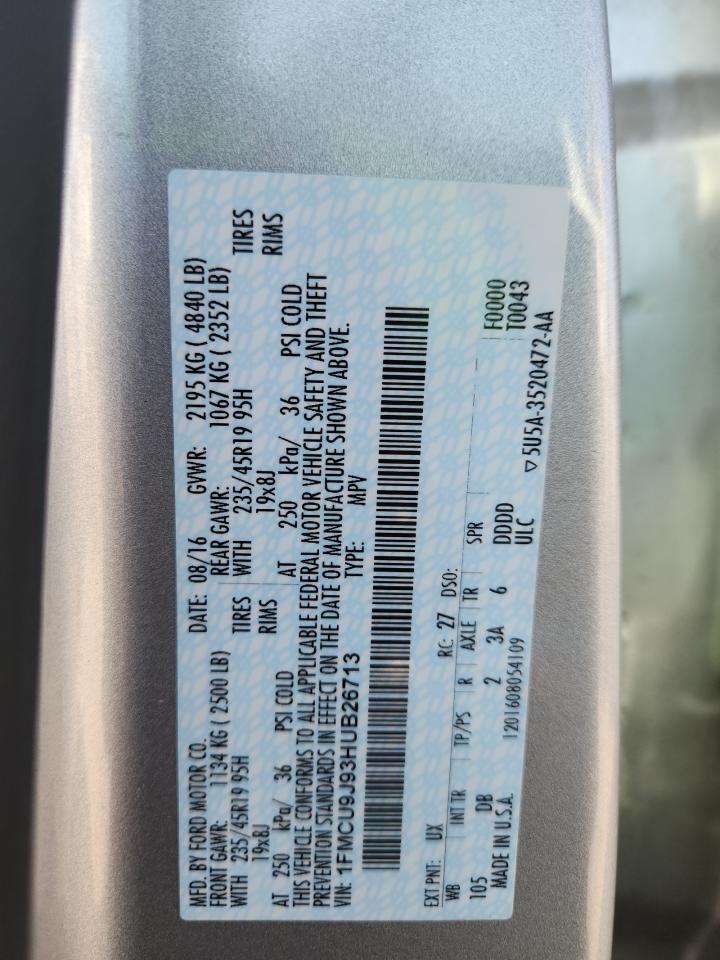 MFD. BY FORD MOTOR CO.
DATE: 08/16 GVWR: 2195 KG ( 4840 LB)
FRONT GAWR: 1134 KG ( 2500 LB)
REAR GAWR: 1067 KG ( 2352 LB)
WITH 235/45R19 95H TIRES
WITH 235/45R19 95H TIRES
19x8J RIMS
19x8J RIMS
AT 250 kPa/ 36 PSI COLD
AT 250 kPa/ 36 PSI COLD
THIS VEHICLE CONFORMS TO ALL APPLICABLE FEDERAL MOTOR VEHICLE SAFETY AND THEFT
PREVENTION STANDARDS IN EFFECT ON THE DATE OF MANUFACTURE SHOWN ABOVE.
VIN: 1FMCU9J93HUB26713 TYPE: MPV
EXT PNT: UX RC: 27 DSO: F0000
T0043
WB INT TR TP/PS R AXLE TR SPR
105 DB 2 3A 6 DDDD
ULC
MADE IN U.S.A. 1201608054109 ▽5U5A-3520472-AA